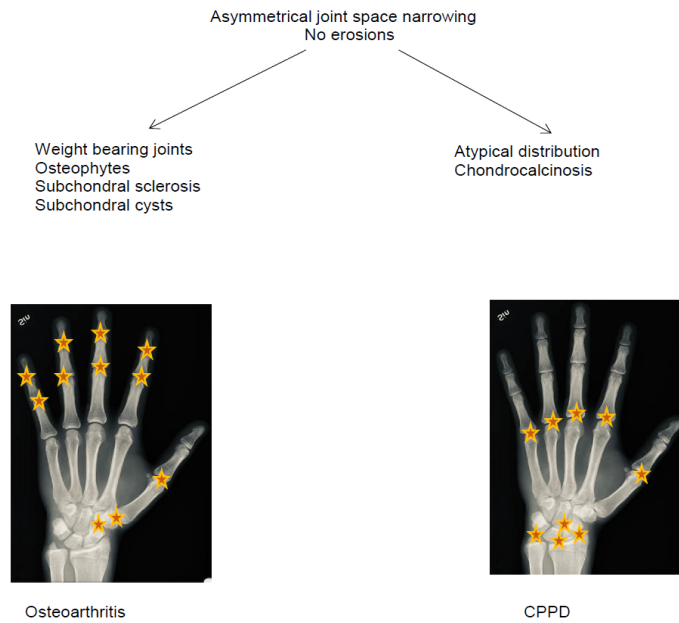 Asymmetrical joint space narrowing
No erosions
Weight bearing joints
Osteophytes
Subchondral sclerosis
Subchondral cysts
Atypical distribution
Chondrocalcinosis
Osteoarthritis
CPPD